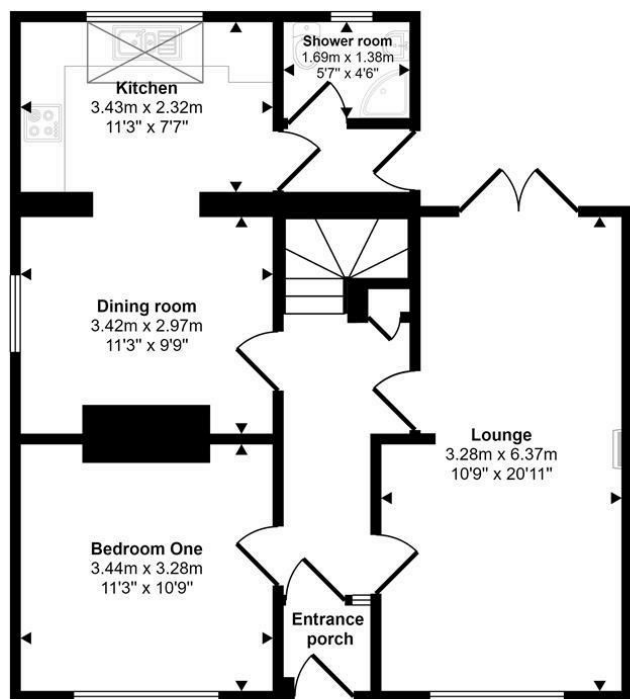 Shower room
1.69m x 1.38m
5'7" x 4'6"
Kitchen
3.43m x 2.32m
11'3" x 7'7"
Dining room
3.42m x 2.97m
11'3" x 9'9"
Lounge
3.28m x 6.37m
10'9" x 20'11"
Bedroom One
3.44m x 3.28m
11'3" x 10'9"
Entrance
porch